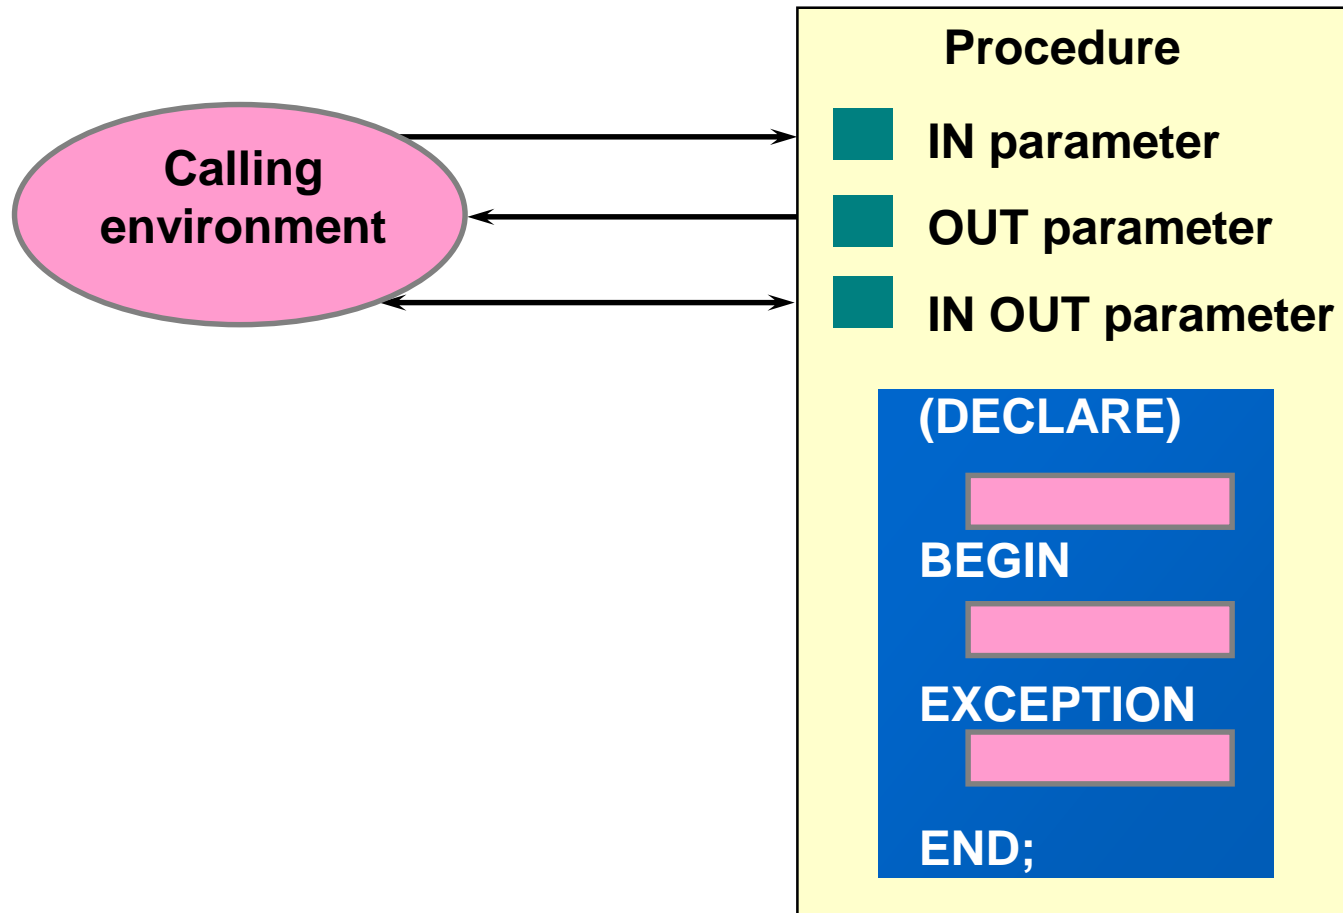 Procedure
Calling
environment
IN parameter
OUT parameter
IN OUT parameter
(DECLARE)
BEGIN
EXCEPTION
END;